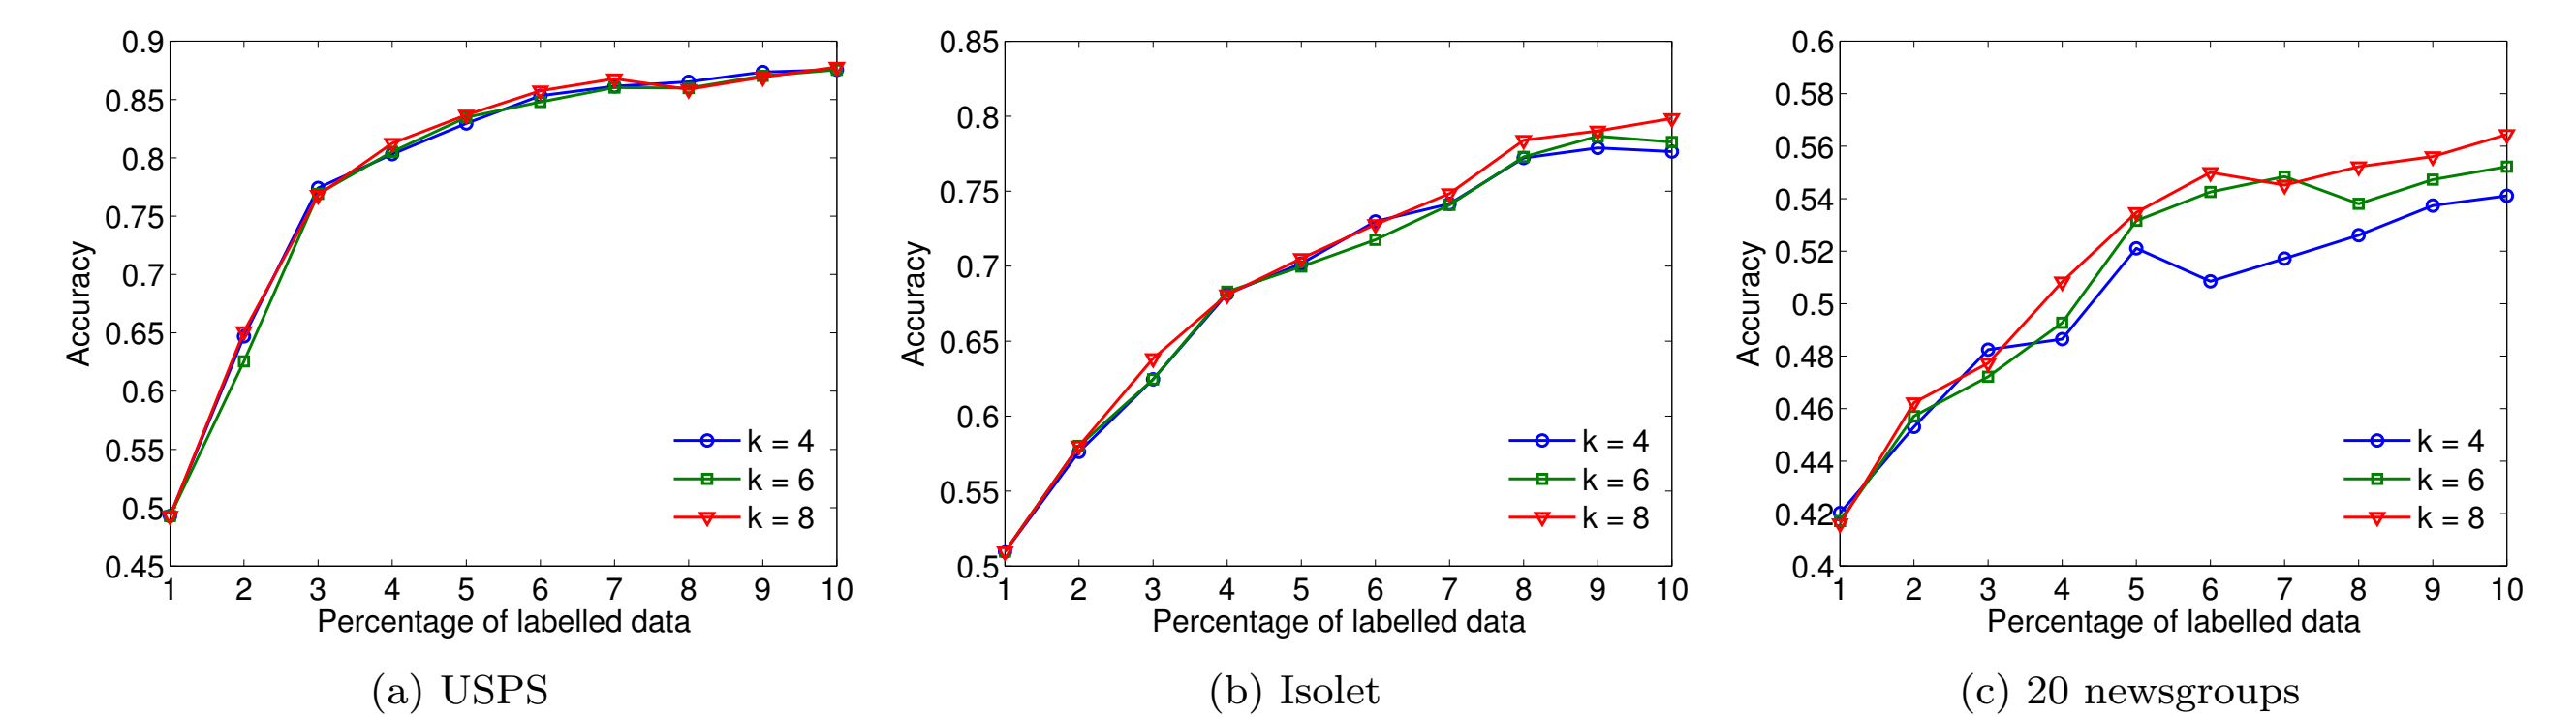 0.9
0.85
0.8
0.75
0.7
0.65
0.6
0.55
0.5
0.45
Accuracy
1 2 3 4 5 6 7 8 9 10
Percentage of labelled data
k = 4
k = 6
k = 8
(a) USPS
0.85
0.8
0.75
0.7
0.65
0.6
0.55
0.5
Accuracy
1 2 3 4 5 6 7 8 9 10
Percentage of labelled data
k = 4
k = 6
k = 8
(b) Isolet
0.6
0.58
0.56
0.54
0.52
0.5
0.48
0.46
0.44
0.42
0.4
Accuracy
1 2 3 4 5 6 7 8 9 10
Percentage of labelled data
k = 4
k = 6
k = 8
(c) 20 newsgroups